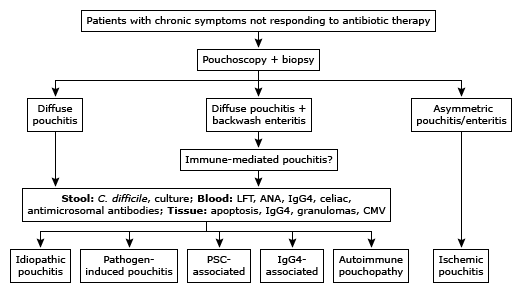 Patients with chronic symptoms not responding to antibiotic therapy
Pouchoscopy + biopsy
Diffuse
pouchitis
Diffuse pouchitis +
backwash enteritis
Asymmetric
pouchitis/enteritis
Immune-mediated pouchitis?
Stool: C. difficile, culture; Blood: LFT, ANA, IgG4, celiac,
antimicrosomal antibodies; Tissue: apoptosis, IgG4, granulomas, CMV
Idiopathic
pouchitis
Pathogen-
induced pouchitis
PSC-
associated
IgG4-
associated
Autoimmune
pouchopathy
Ischemic
pouchitis